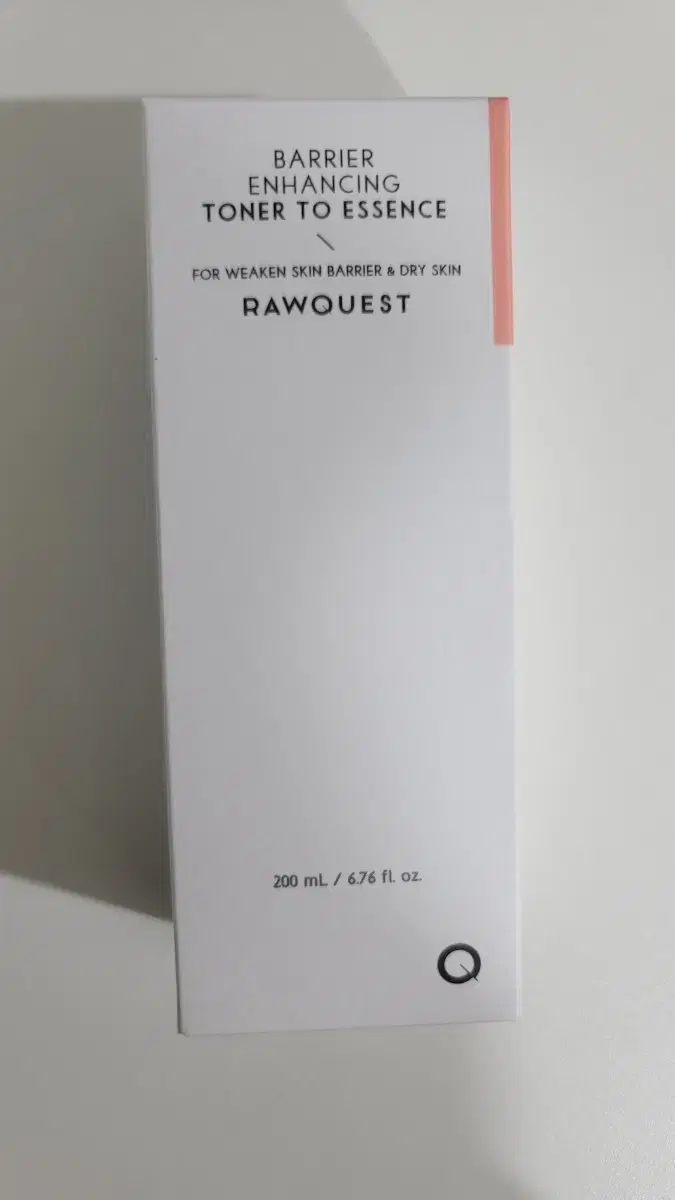 BARRIER
ENHANCING
TONER TO ESSENCE
FOR WEAKEN SKIN BARRIER & DRY SKIN
RAWQUEST
200 mL / 6.76 fl. oz.
Q